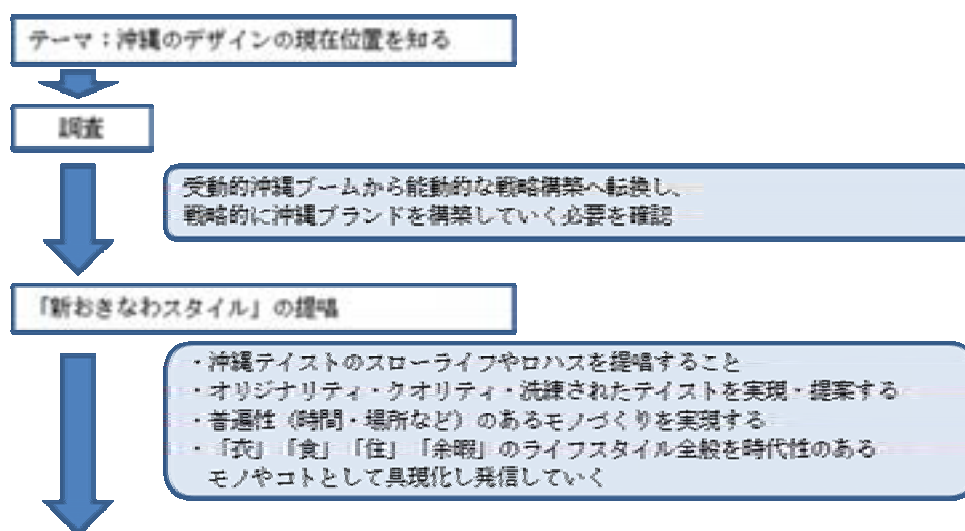 テーマ:沖縄のデザインの現在位置を知る
調査
受動的沖縄ブームから能動的な戦略構築へ転換し、
戦略的に沖縄ブランドを構築していく必要を確認
「新おきなわスタイル」の提唱
・沖縄テイストのスローライフやロハスを提唱すること
・オリジナリティ・クオリティ・洗練されたテイストを実現・提案する
・普遍性(時間・場所など)のあるモノづくりを実現する
・「衣」「食」「住」「余暇」のライフスタイル全般を時代性のある
モノやコトとして具現化し発信していく